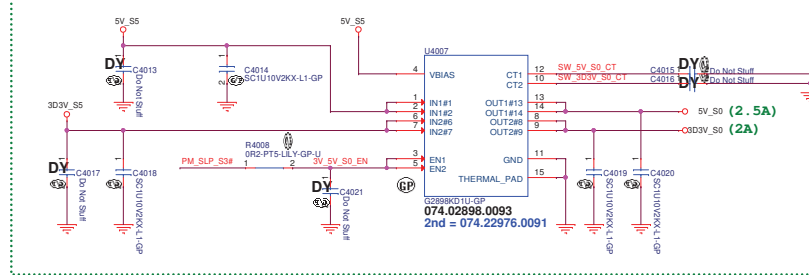 5V_S5
5V_S5
U4007
DY
C4013
Do Not Stuff
C4014
SC1U10V2KX-L1-GP
4 VBIAS
CT1 12 SW_5V_S0_CT
CT2 10 SW_3D3V_S0_CT
C4015
C4016
DY
Do Not Stuff
Do Not Stuff
3D3V_S5
1 IN1#1
2 IN1#2
6 IN2#6
7 IN2#7
OUT1#13 13
OUT1#14 14
OUT2#8 8
OUT2#9 9
5V_S0 (2.5A)
3D3V_S0 (2A)
R4008
0R2-PT5-LILY-GP-U
PM_SLP_S3# 1 2 3V_5V_S0_EN
3 EN1
5 EN2
GND 11
THERMAL_PAD 15
DY
C4017
Do Not Stuff
C4018
SC1U10V2KX-L1-GP
DY
C4021
Do Not Stuff
GP
G2898KD1U-GP
074.02898.0093
2nd = 074.22976.0091
C4019
SC1U10V2KX-L1-GP
C4020
SC1U10V2KX-L1-GP